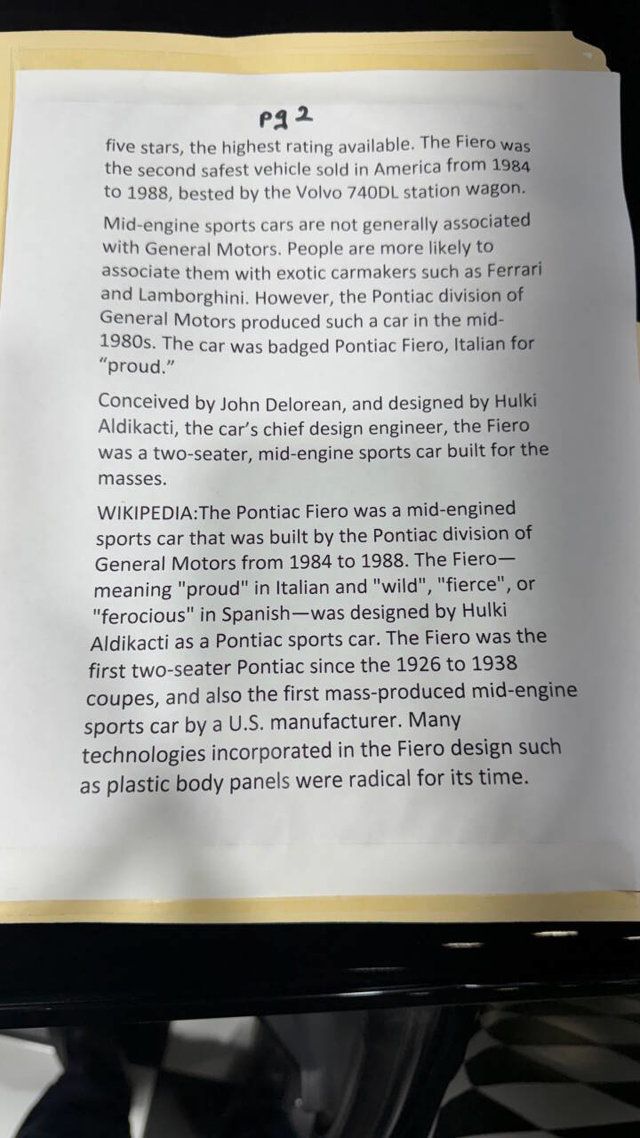 pg 2
five stars, the highest rating available. The Fiero was
the second safest vehicle sold in America from 1984
to 1988, bested by the Volvo 740DL station wagon.
Mid-engine sports cars are not generally associated
with General Motors. People are more likely to
associate them with exotic carmakers such as Ferrari
and Lamborghini. However, the Pontiac division of
General Motors produced such a car in the mid-
1980s. The car was badged Pontiac Fiero, Italian for
“proud.”
Conceived by John Delorean, and designed by Hulki
Aldikacti, the car’s chief design engineer, the Fiero
was a two-seater, mid-engine sports car built for the
masses.
WIKIPEDIA:The Pontiac Fiero was a mid-engined
sports car that was built by the Pontiac division of
General Motors from 1984 to 1988. The Fiero—
meaning "proud" in Italian and "wild", "fierce", or
"ferocious" in Spanish—was designed by Hulki
Aldikacti as a Pontiac sports car. The Fiero was the
first two-seater Pontiac since the 1926 to 1938
coupes, and also the first mass-produced mid-engine
sports car by a U.S. manufacturer. Many
technologies incorporated in the Fiero design such
as plastic body panels were radical for its time.